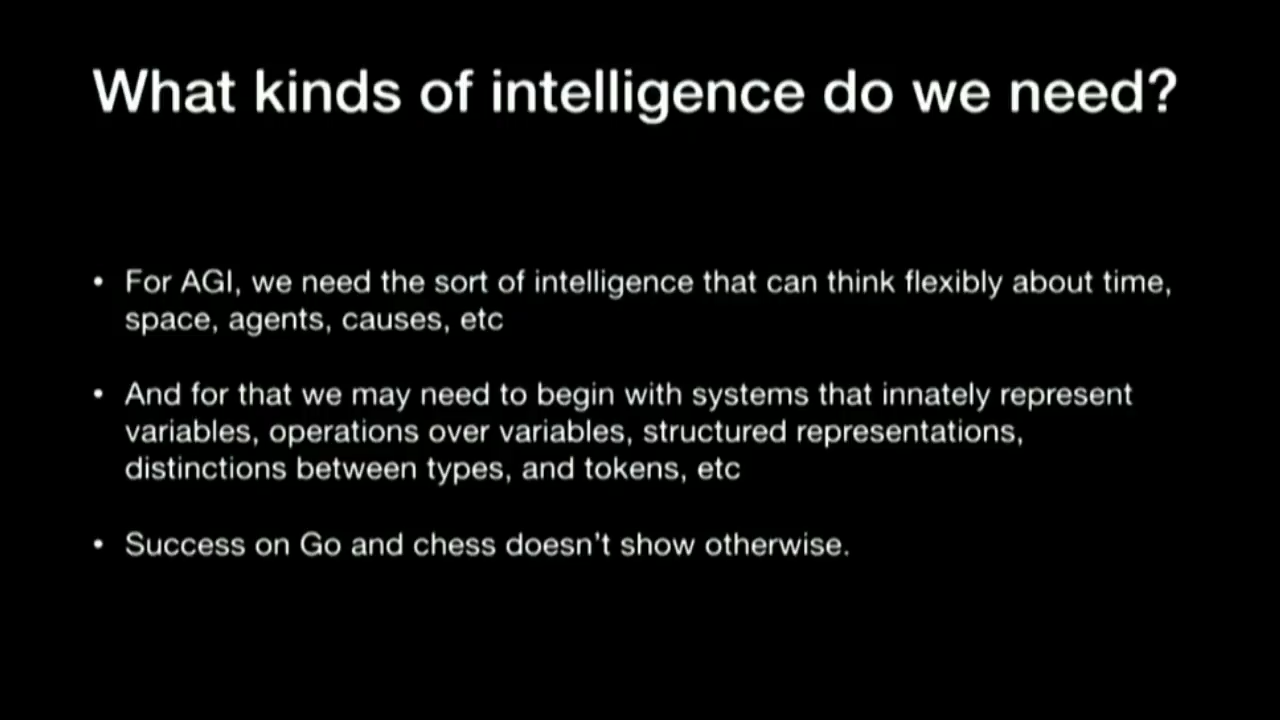 What kinds of intelligence do we need?
• For AGI, we need the sort of intelligence that can think flexibly about time,
space, agents, causes, etc
• And for that we may need to begin with systems that innately represent
variables, operations over variables, structured representations,
distinctions between types, and tokens, etc
• Success on Go and chess doesn’t show otherwise.